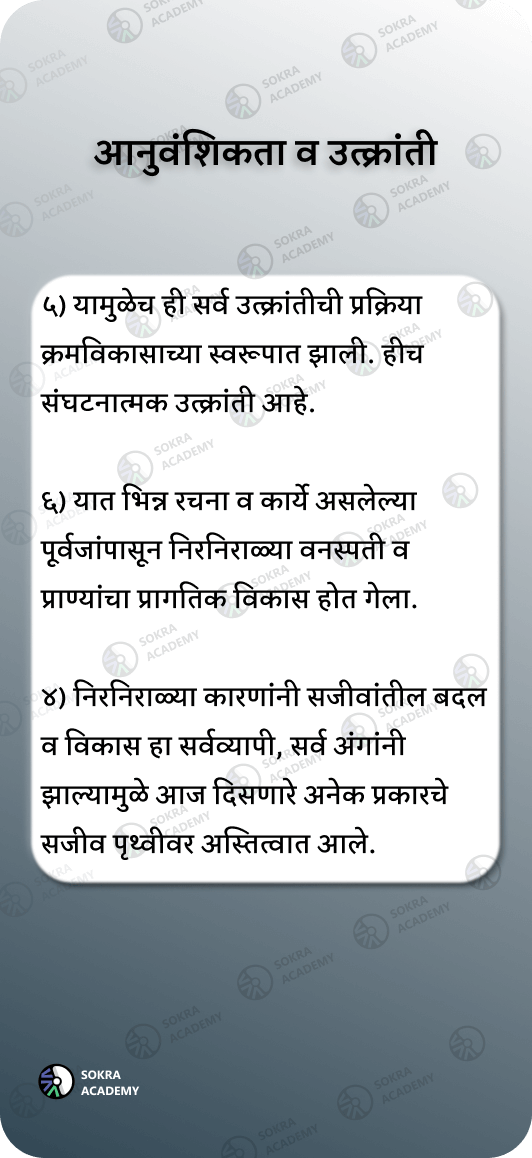 आनुवंशिकता व उत्क्रांती
५) यामुळेच ही सर्व उत्क्रांतीची प्रक्रिया
क्रमविकासाच्या स्वरूपात झाली. हीच
संघटनात्मक उत्क्रांती आहे.
६) यात भिन्न रचना व कार्ये असलेल्या
पूर्वजांपासून निरनिराळ्या वनस्पती व
प्राण्यांचा प्रागतिक विकास होत गेला.
४) निरनिराळ्या कारणांनी सजीवांतील बदल
व विकास हा सर्वव्यापी, सर्व अंगांनी
झाल्यामुळे आज दिसणारे अनेक प्रकारचे
सजीव पृथ्वीवर अस्तित्वात आले.
SOKRA
ACADEMY